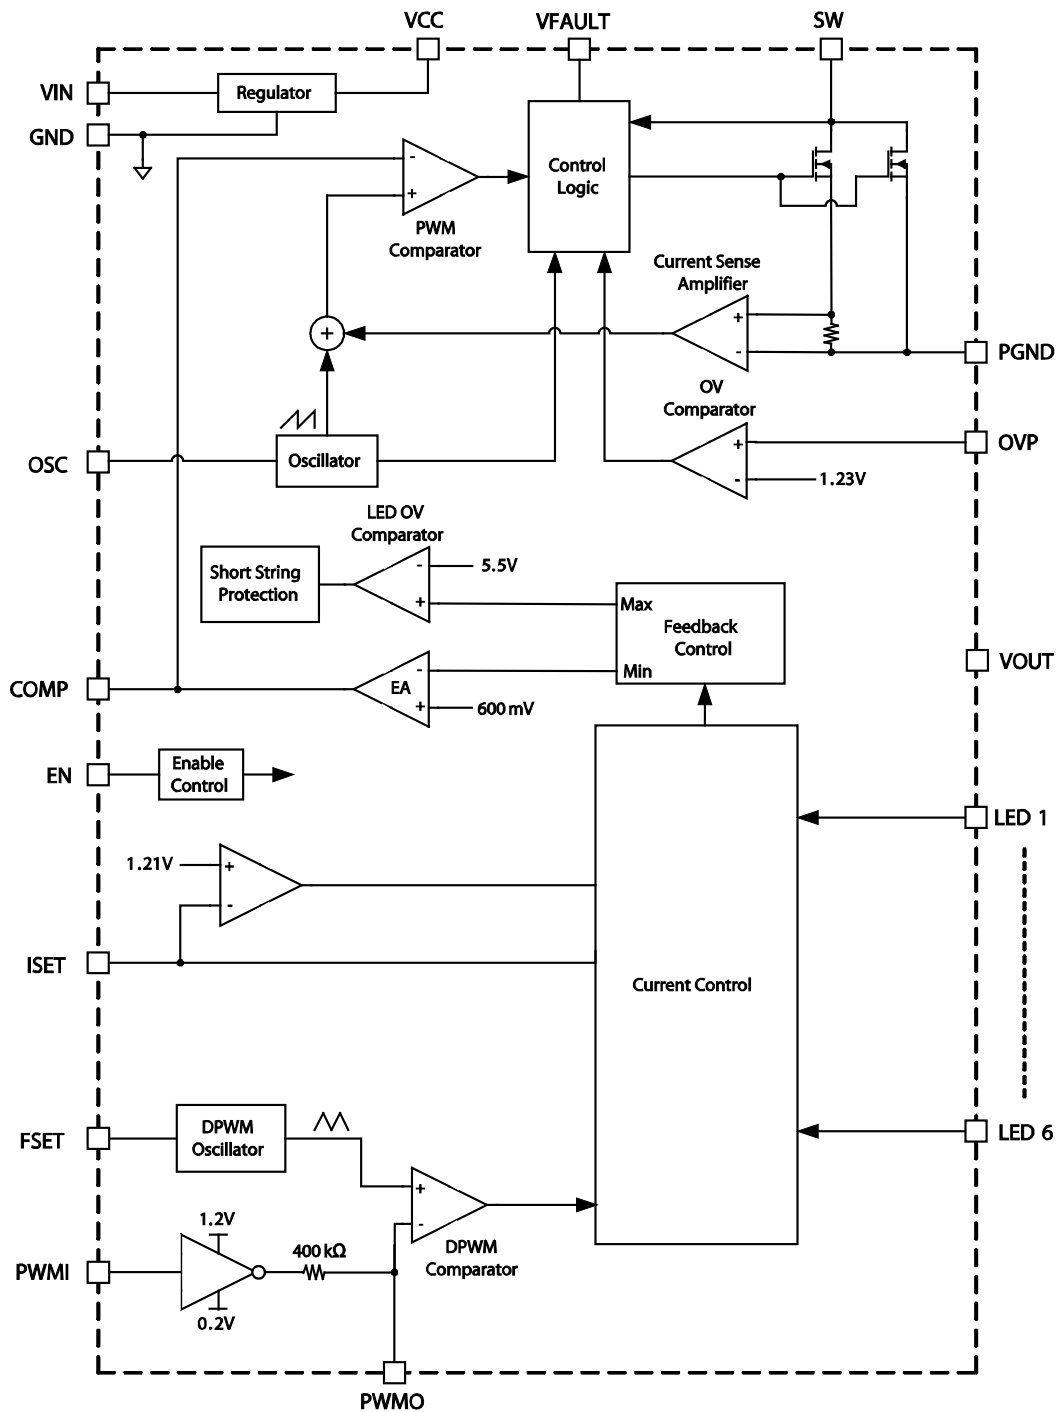 VCC
VFAULT
SW
VIN
Regulator
GND
-
+
PWM
Comparator
Control
Logic
Current Sense
Amplifier
+
-
+
PGND
OV
Comparator
+
-
1.23V
OVP
OSC
Oscillator
LED OV
Comparator
Short String
Protection
-
+
5.5V
Max
Feedback
Control
Min
VOUT
COMP
EA
-
+
600 mV
EN
Enable
Control
LED 1
1.21V
+
-
ISET
Current Control
FSET
DPWM
Oscillator
LED 6
+
-
DPWM
Comparator
1.2V
400 kΩ
PWMI
0.2V
PWMO